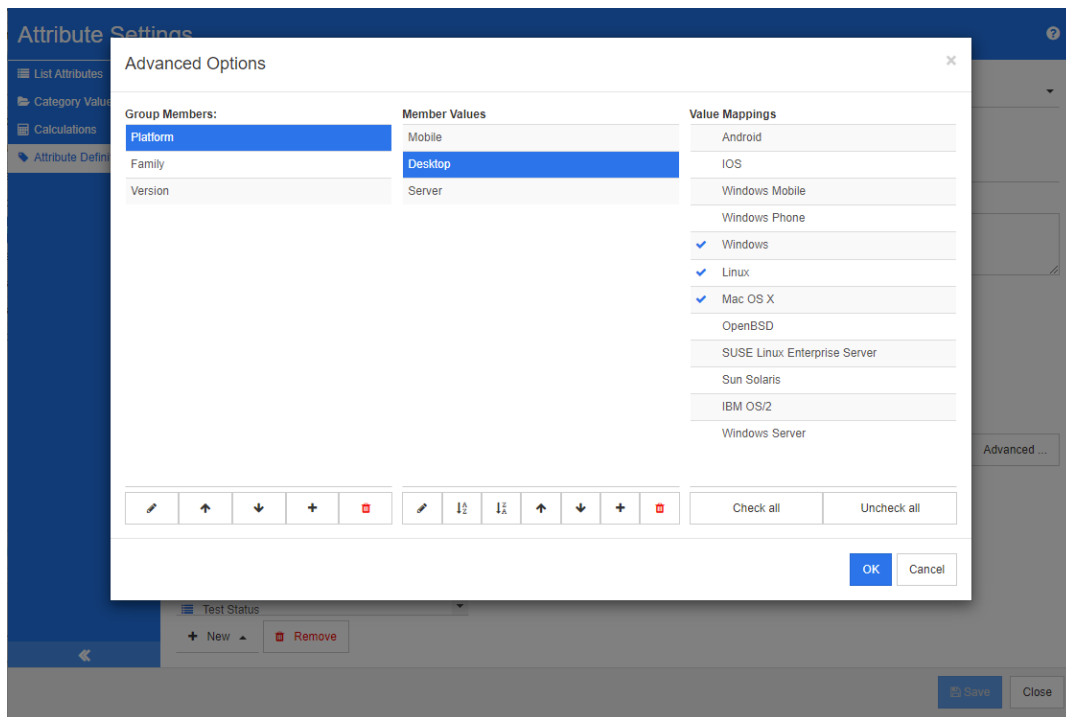 Attribute Settings
List Attributes
Category Value
Calculations
Attribute Defini
Advanced Options
×
Group Members:
Platform
Family
Version
Member Values
Mobile
Desktop
Server
Value Mappings
Android
IOS
Windows Mobile
Windows Phone
Windows
Linux
Mac OS X
OpenBSD
SUSE Linux Enterprise Server
Sun Solaris
IBM OS/2
Windows Server
Check all
Uncheck all
OK
Cancel
Advanced ...
Test Status
New
Remove
Save
Close